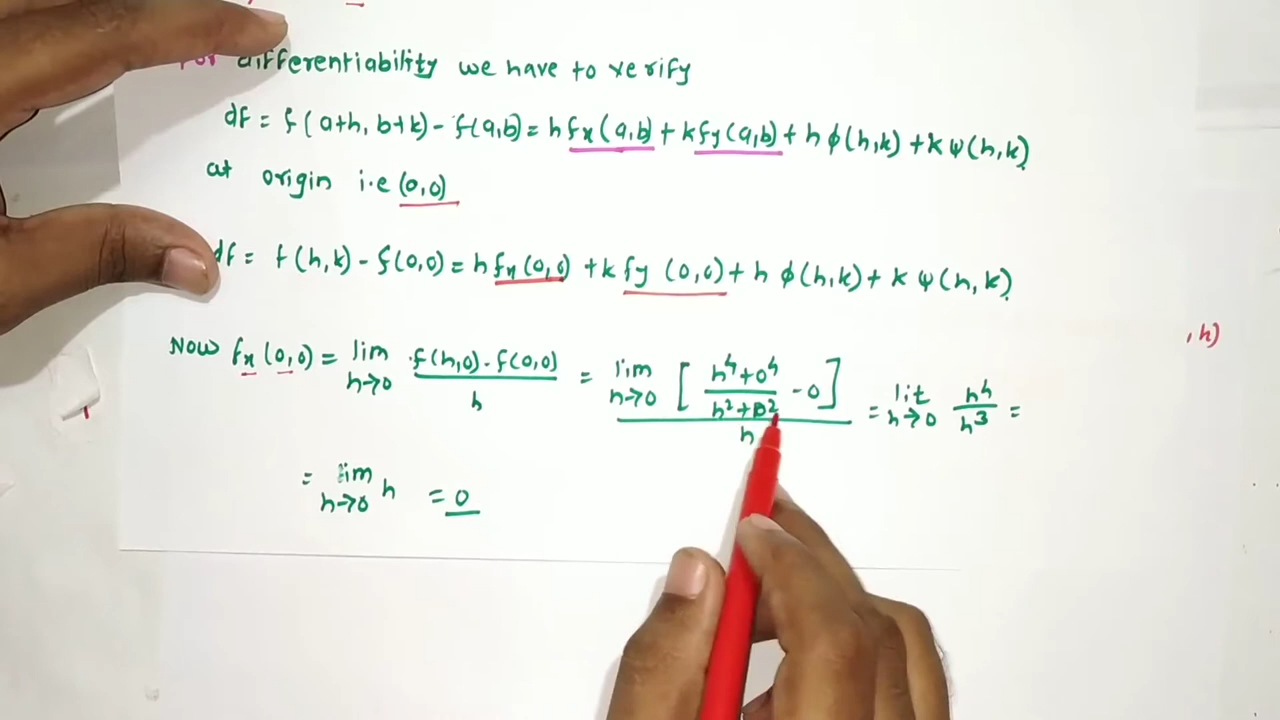 For differentiability we have to verify
df = f(a+h, b+k) - f(a,b) = h fx(a,b) + k fy(a,b) + h φ(h,k) + k ψ(h,k).
at origin i.e (0,0)
df = f(h,k) - f(0,0) = h fx(0,0) + k fy (0,0) + h φ(h,k) + k ψ(h,k).
, h)
Now fx (0,0) = lim h→0 f(h,0) - f(0,0) / h = lim h→0 [ h⁴+0⁴ / h²+0² - 0 ] / h = lit h→0 h⁴ / h³ =
= lim h→0 h = 0